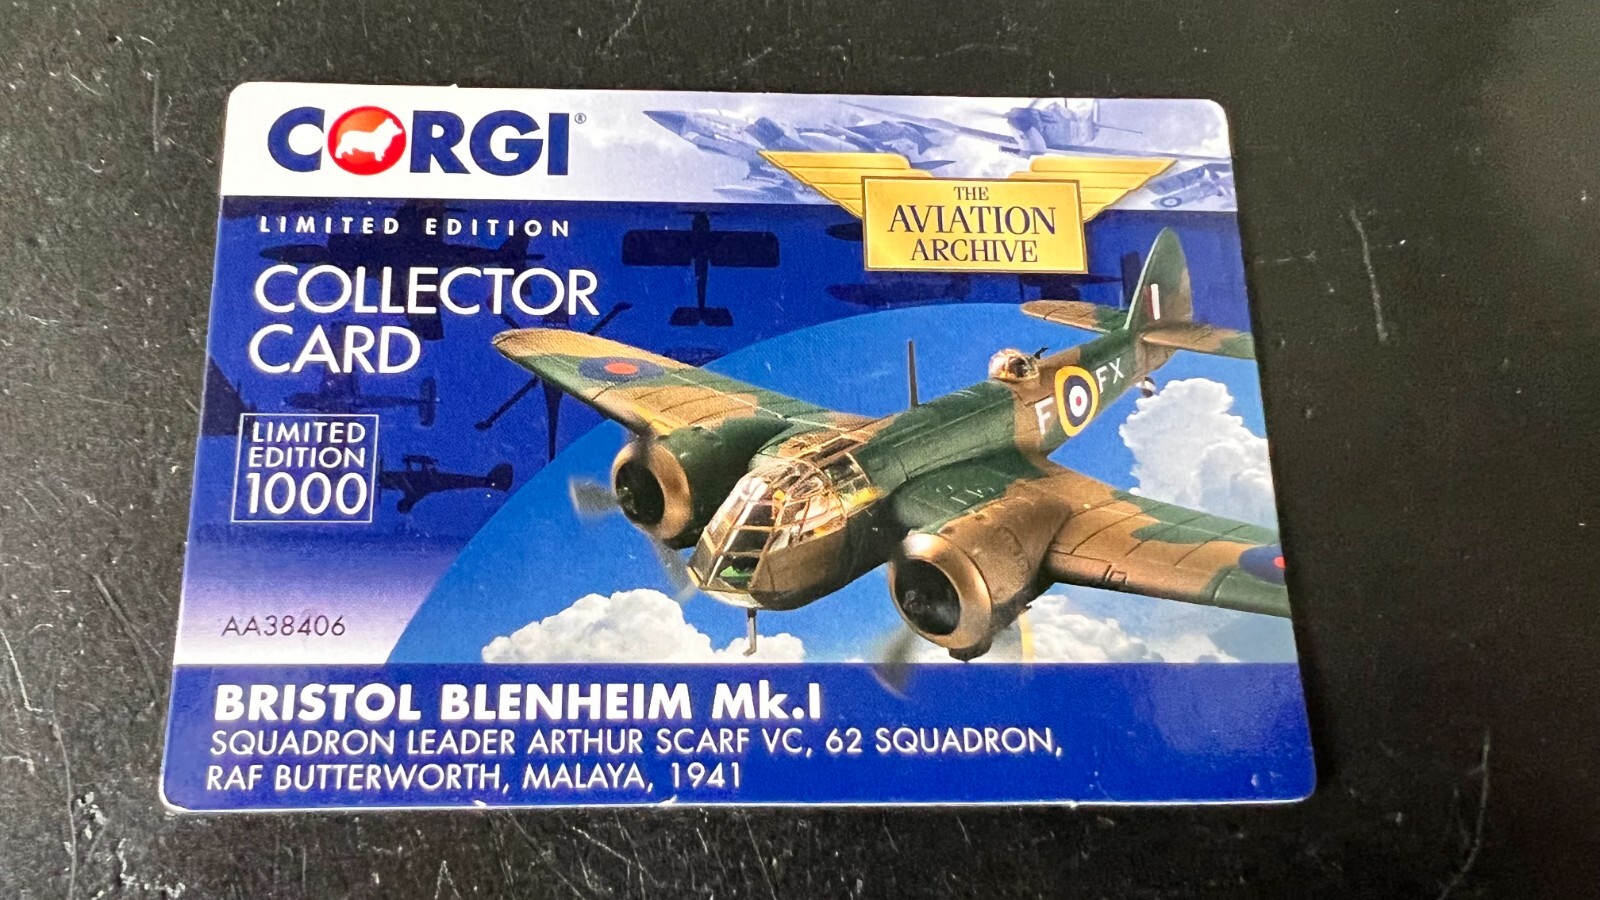 CORGI®
THE
AVIATION
ARCHIVE
LIMITED EDITION
COLLECTOR
CARD
LIMITED
EDITION
1000
F
FX
AA38406
BRISTOL BLENHEIM Mk.I
SQUADRON LEADER ARTHUR SCARF VC, 62 SQUADRON,
RAF BUTTERWORTH, MALAYA, 1941